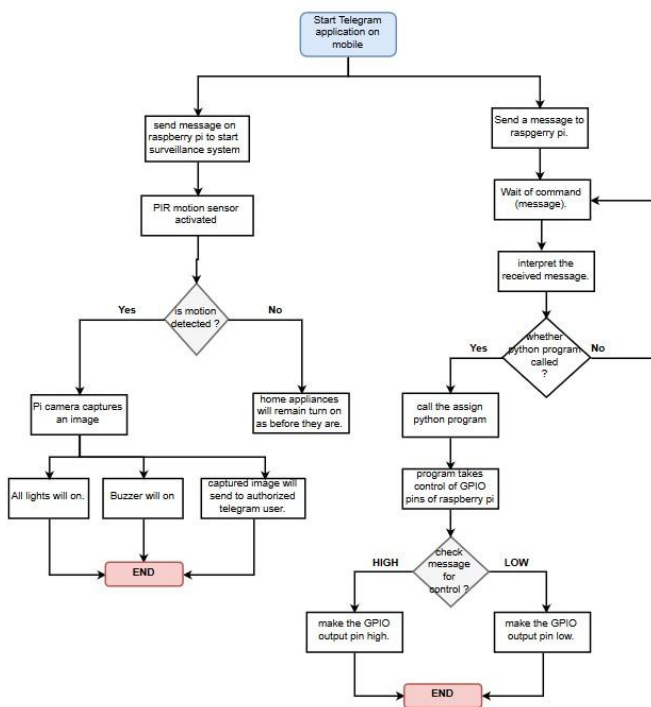 Start Telegram
application on
mobile
send message on
raspberry pi to start
surveillance system
Send a message to
raspgerry pi.
PIR motion sensor
activated
Wait of command
(message).
interpret the
received message.
is motion
detected ?
Yes
No
whether
python program
called
?
Yes
No
Pi camera captures
an image
home appliances
will remain turn on
as before they are.
call the assign
python program
All lights will on.
Buzzer will on
captured image will
send to authorized
telegram user.
program takes
control of GPIO
pins of raspberry pi
END
check
message
for
control ?
HIGH
LOW
make the GPIO
output pin high.
make the GPIO
output pin low.
END